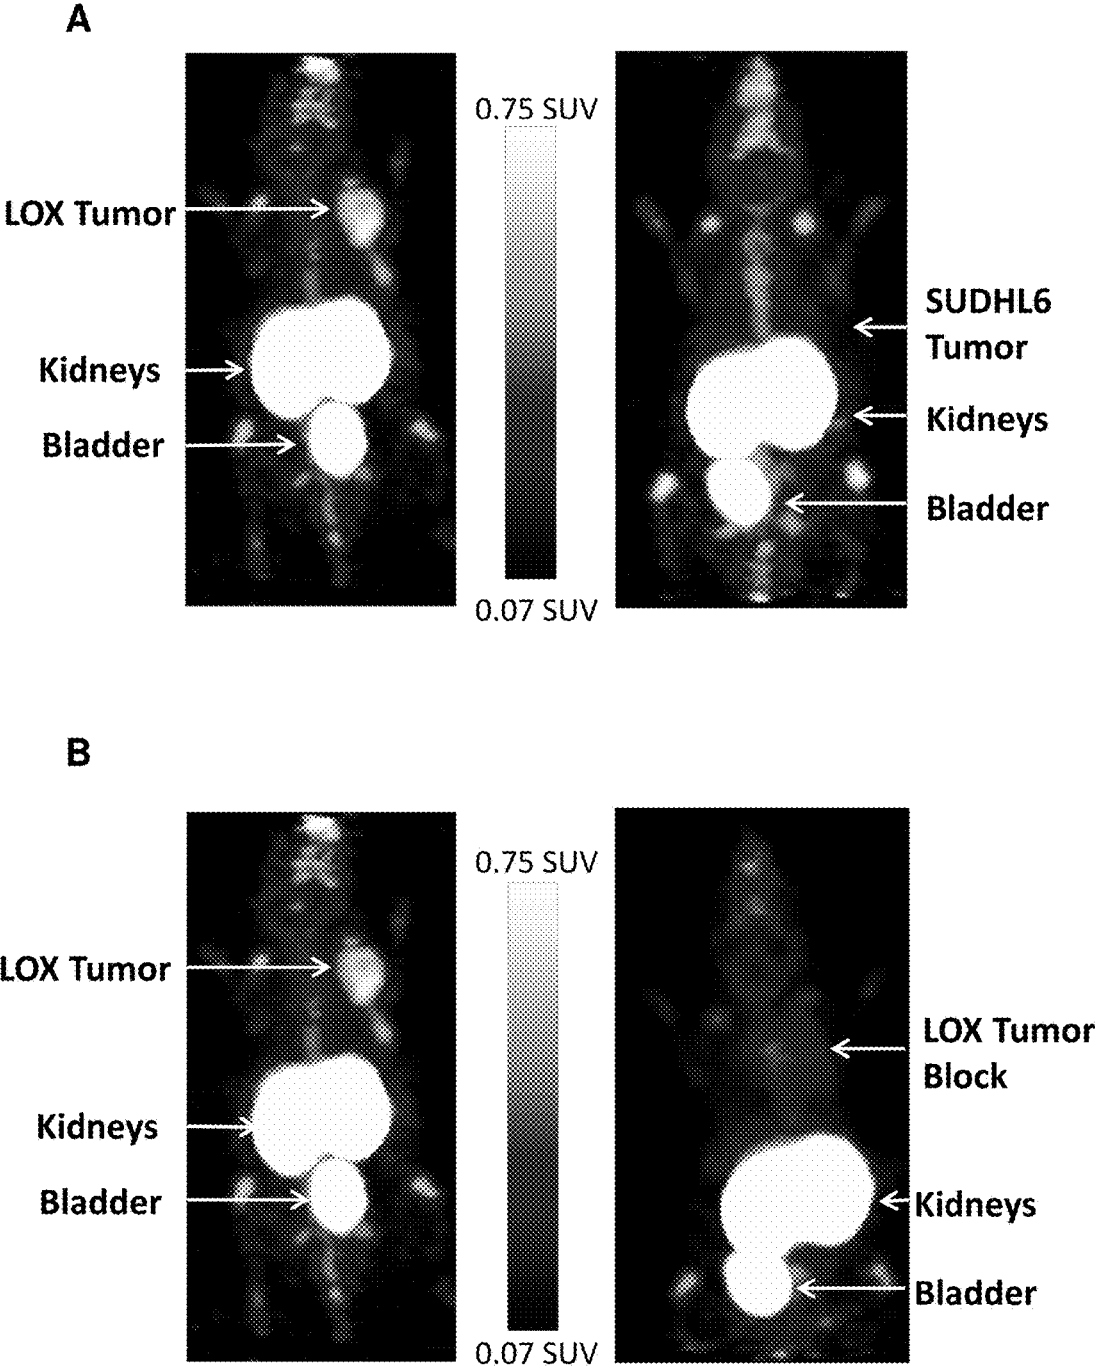 A
0.75 SUV
LOX Tumor
Kidneys
Bladder
0.07 SUV
SUDHL6
Tumor
Kidneys
Bladder
B
0.75 SUV
LOX Tumor
Kidneys
Bladder
0.07 SUV
LOX Tumor
Block
Kidneys
Bladder